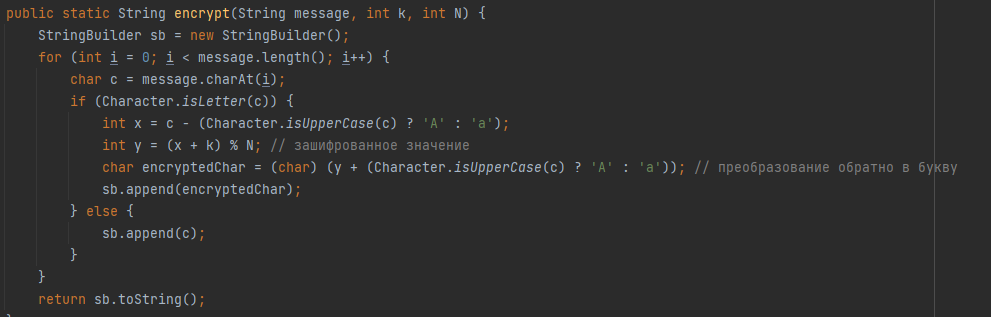 public static String encrypt(String message, int k, int N) {
StringBuilder sb = new StringBuilder();
for (int i = 0; i < message.length(); i++) {
char c = message.charAt(i);
if (Character.isLetter(c)) {
int x = c - (Character.isUpperCase(c) ? 'A' : 'a');
int y = (x + k) % N; // зашифрованное значение
char encryptedChar = (char) (y + (Character.isUpperCase(c) ? 'A' : 'a')); // преобразование обратно в букву
sb.append(encryptedChar);
} else {
sb.append(c);
}
}
return sb.toString();
}